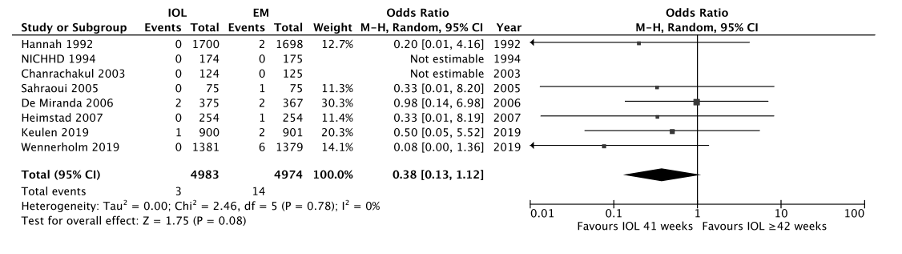 IOL EM Odds Ratio Odds Ratio
Study or Subgroup Events Total Events Total Weight M-H, Random, 95% CI Year M-H, Random, 95% CI
Hannah 1992 0 1700 2 1698 12.7% 0.20 [0.01, 4.16] 1992
NICHHD 1994 0 174 0 175 Not estimable 1994
Chanrachakul 2003 0 124 0 125 Not estimable 2003
Sahraoui 2005 0 75 1 75 11.3% 0.33 [0.01, 8.20] 2005
De Miranda 2006 2 375 2 367 30.3% 0.98 [0.14, 6.98] 2006
Heimstad 2007 0 254 1 254 11.4% 0.33 [0.01, 8.19] 2007
Keulen 2019 1 900 2 901 20.3% 0.50 [0.05, 5.52] 2019
Wennerholm 2019 0 1381 6 1379 14.1% 0.08 [0.00, 1.36] 2019
Total (95% CI) 4983 4974 100.0% 0.38 [0.13, 1.12]
Total events 3 14
Heterogeneity: Tau² = 0.00; Chi² = 2.46, df = 5 (P = 0.78); I² = 0%
Test for overall effect: Z = 1.75 (P = 0.08)
0.01 0.1 1 10 100
Favours IOL 41 weeks Favours IOL ≥42 weeks